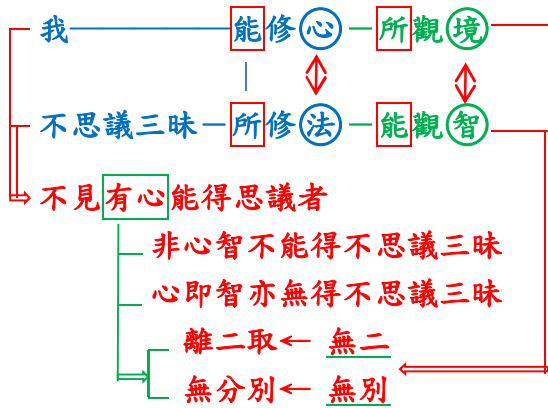 我 能修心 所觀境
不思議三昧 所修法 能觀智
不見有心能得思議者
非心智不能得不思議三昧
心即智亦無得不思議三昧
離二取 無二
無分別 無別